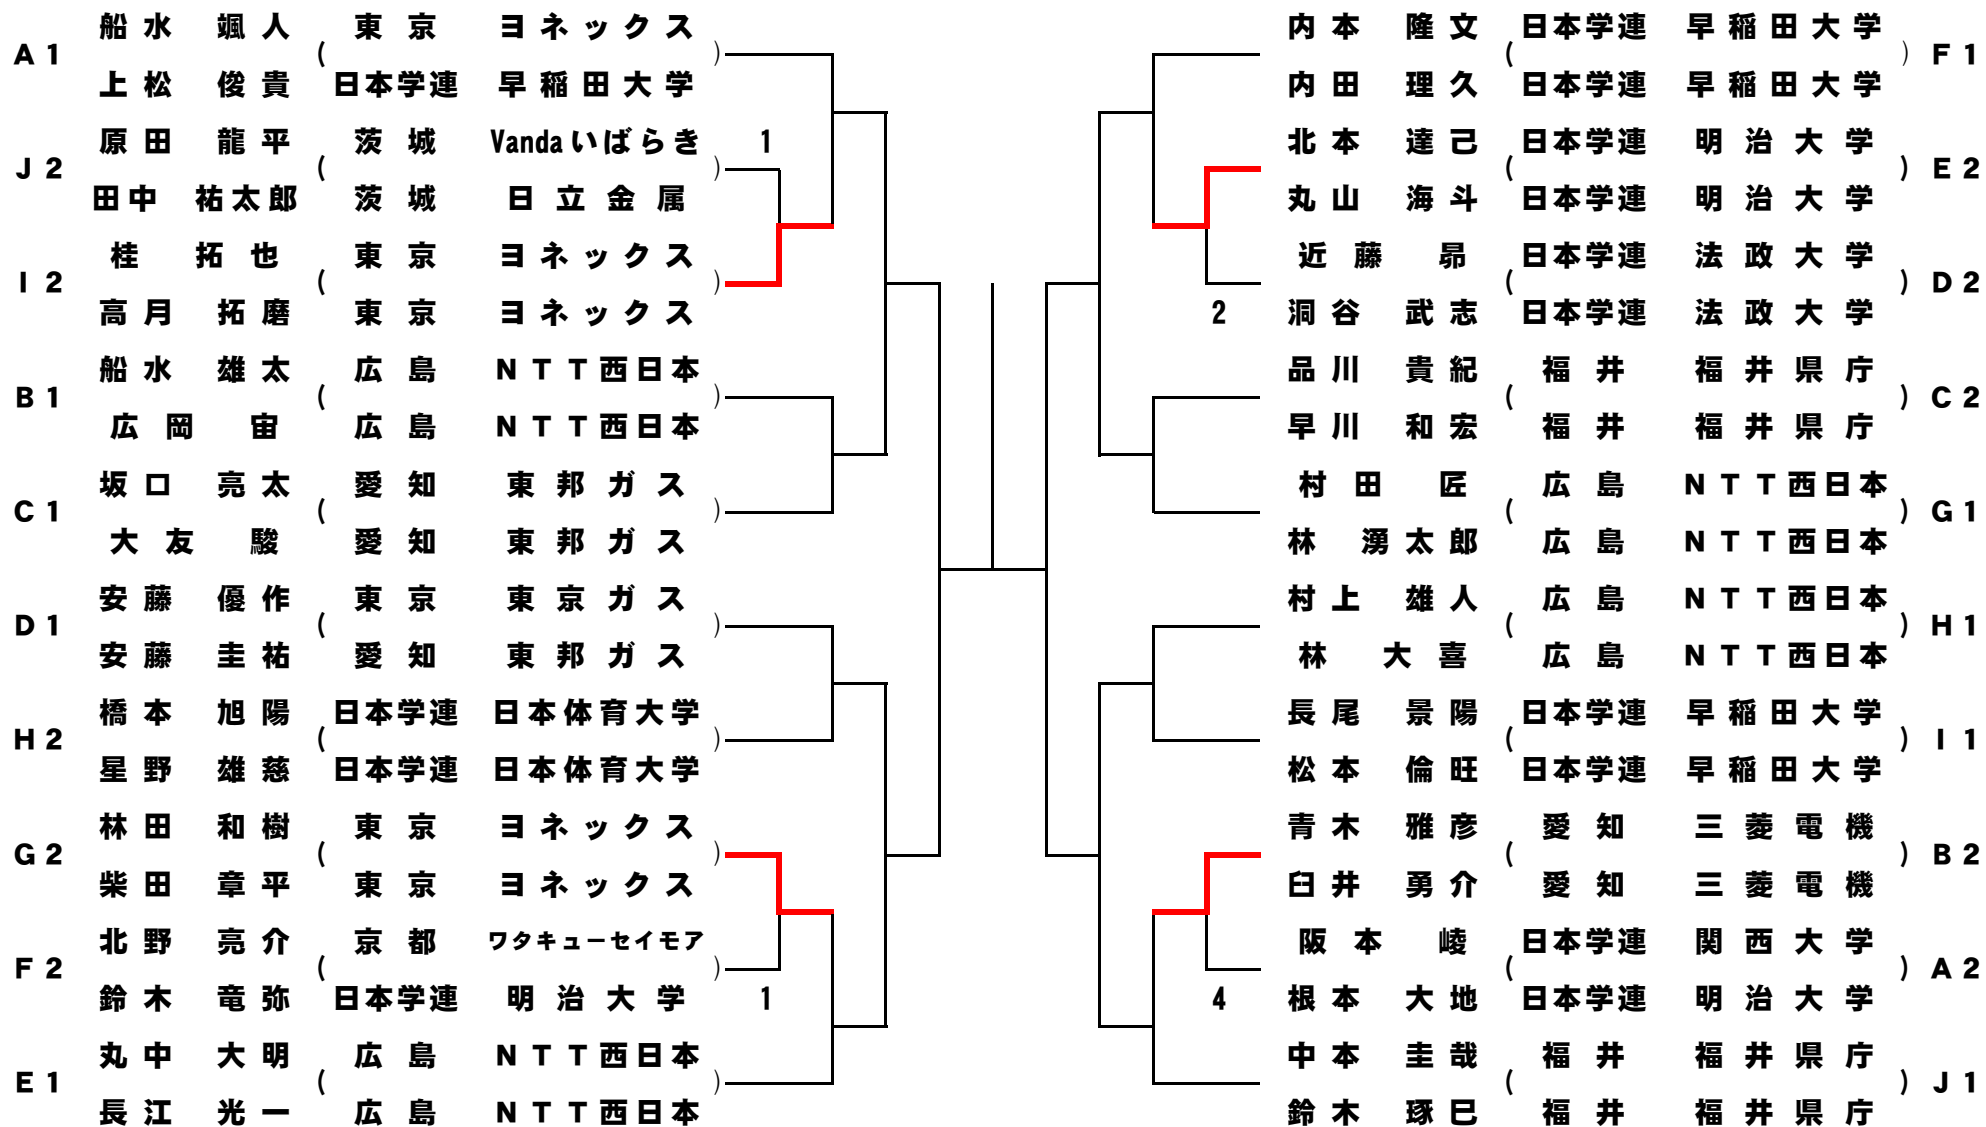 船水 颯人 東京 ヨネックス
A 1 ( )
上松 俊貴 日本学連 早稲田大学
原田 龍平 茨城 Vandaいばらき 1
J 2 ( )
田中 祐太郎 茨城 日立金属
桂 拓也 東京 ヨネックス
I 2 ( )
高月 拓磨 東京 ヨネックス
船水 雄太 広島 ＮＴＴ西日本
B 1 ( )
広岡 宙 広島 ＮＴＴ西日本
坂口 亮太 愛知 東邦ガス
C 1 ( )
大友 駿 愛知 東邦ガス
安藤 優作 東京 東京ガス
D 1 ( )
安藤 圭祐 愛知 東邦ガス
橋本 旭陽 日本学連 日本体育大学
H 2 ( )
星野 雄慈 日本学連 日本体育大学
林田 和樹 東京 ヨネックス
G 2 ( )
柴田 章平 東京 ヨネックス
北野 亮介 京都 ワタキューセイモア
F 2 ( )
鈴木 竜弥 日本学連 明治大学 1
丸中 大明 広島 ＮＴＴ西日本
E 1 ( )
長江 光一 広島 ＮＴＴ西日本
内本 隆文 日本学連 早稲田大学
( ) F 1
内田 理久 日本学連 早稲田大学
北本 達己 日本学連 明治大学
( ) E 2
丸山 海斗 日本学連 明治大学
近藤 昴 日本学連 法政大学
( ) D 2
2 洞谷 武志 日本学連 法政大学
品川 貴紀 福井 福井県庁
( ) C 2
早川 和宏 福井 福井県庁
村田 匠 広島 ＮＴＴ西日本
( ) G 1
林 湧太郎 広島 ＮＴＴ西日本
村上 雄人 広島 ＮＴＴ西日本
( ) H 1
林 大喜 広島 ＮＴＴ西日本
長尾 景陽 日本学連 早稲田大学
( ) I 1
松本 倫旺 日本学連 早稲田大学
青木 雅彦 愛知 三菱電機
( ) B 2
臼井 勇介 愛知 三菱電機
阪本 崚 日本学連 関西大学
( ) A 2
4 根本 大地 日本学連 明治大学
中本 圭哉 福井 福井県庁
( ) J 1
鈴木 琢巳 福井 福井県庁